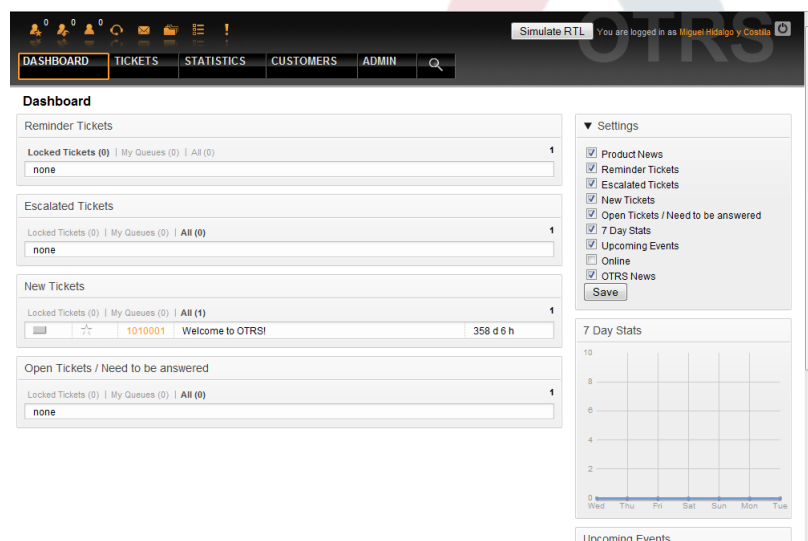 0 0 0
Simulate RTL You are logged in as Miguel Hidalgo y Costilla
OTRS
DASHBOARD TICKETS STATISTICS CUSTOMERS ADMIN
Dashboard
Reminder Tickets
Locked Tickets (0) | My Queues (0) | All (0) 1
none
Escalated Tickets
Locked Tickets (0) | My Queues (0) | All (0) 1
none
New Tickets
Locked Tickets (0) | My Queues (0) | All (1) 1
1010001 Welcome to OTRS! 358 d 6 h
Open Tickets / Need to be answered
Locked Tickets (0) | My Queues (0) | All (0) 1
none
▼ Settings
Product News
Reminder Tickets
Escalated Tickets
New Tickets
Open Tickets / Need to be answered
7 Day Stats
Upcoming Events
Online
OTRS News
Save
7 Day Stats
10
8
6
4
2
0
Wed Thu Fri Sat Sun Mon Tue
Upcoming Events